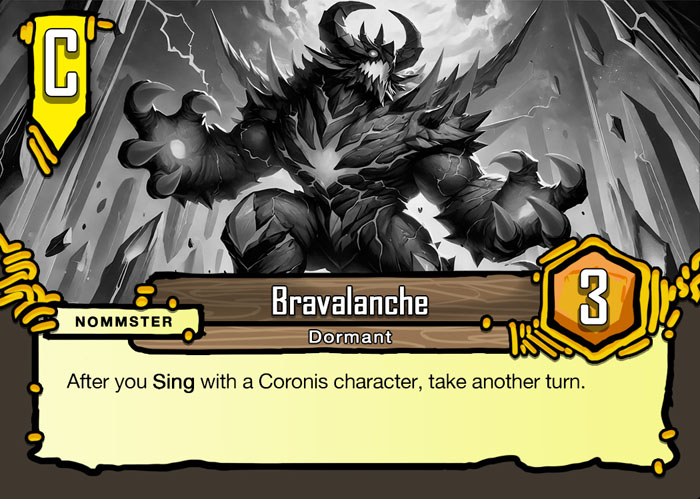 C
Bravalanche
3
NOMMSTER
Dormant
After you Sing with a Coronis character, take another turn.